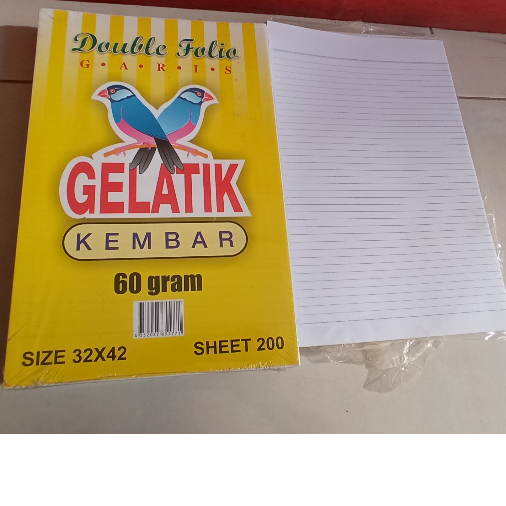 Double Folio
G•A•R•I•S
GELATIK
KEMBAR
60 gram
SIZE 32X42
SHEET 200